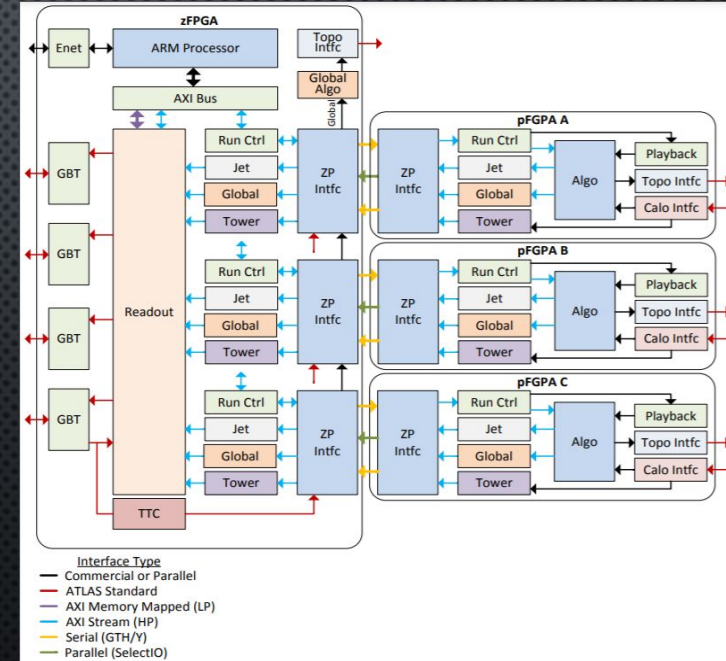 zFPGA
Enet
ARM Processor
AXI Bus
Topo
Intfc
Global
Algo
Global
GBT
GBT
GBT
GBT
Readout
TTC
Run Ctrl
Jet
Global
Tower
ZP
Intfc
Run Ctrl
Jet
Global
Tower
ZP
Intfc
Run Ctrl
Jet
Global
Tower
ZP
Intfc
pFGPA A
ZP
Intfc
Run Ctrl
Jet
Global
Tower
Algo
Playback
Topo Intfc
Calo Intfc
pFGPA B
ZP
Intfc
Run Ctrl
Jet
Global
Tower
Algo
Playback
Topo Intfc
Calo Intfc
pFGPA C
ZP
Intfc
Run Ctrl
Jet
Global
Tower
Algo
Playback
Topo Intfc
Calo Intfc
Interface Type
Commercial or Parallel
ATLAS Standard
AXI Memory Mapped (LP)
AXI Stream (HP)
Serial (GTH/Y)
Parallel (SelectIO)